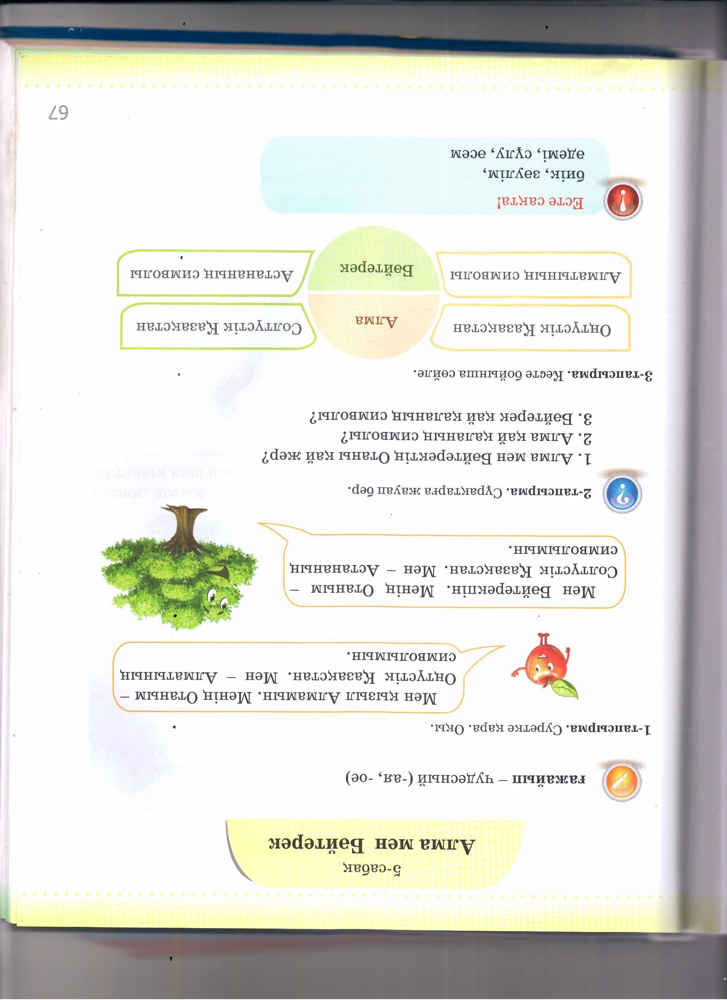 5-сабақ
Алма мен Бәйтерек
ғажайып – чудесный (-ая, -ое)
1-тапсырма. Суретке қара. Оқы.
Мен қызыл Алмамын. Менің Отаным –
Оңтүстік Қазақстан. Мен – Алматының
символымын.
Мен Бәйтерекпін. Менің Отаным –
Солтүстік Қазақстан. Мен – Астананың
символымын.
2-тапсырма. Сұрақтарға жауап бер.
1. Алма мен Бәйтеректің Отаны қай жер?
2. Алма қай қаланың символы?
3. Бәйтерек қай қаланың символы?
3-тапсырма. Кесте бойынша сөйле.
Оңтүстік Қазақстан
Алма
Солтүстік Қазақстан
Алматының символы
Бәйтерек
Астананың символы
Есте сақта!
биік, зәулім,
әдемі, сұлу, әсем
67